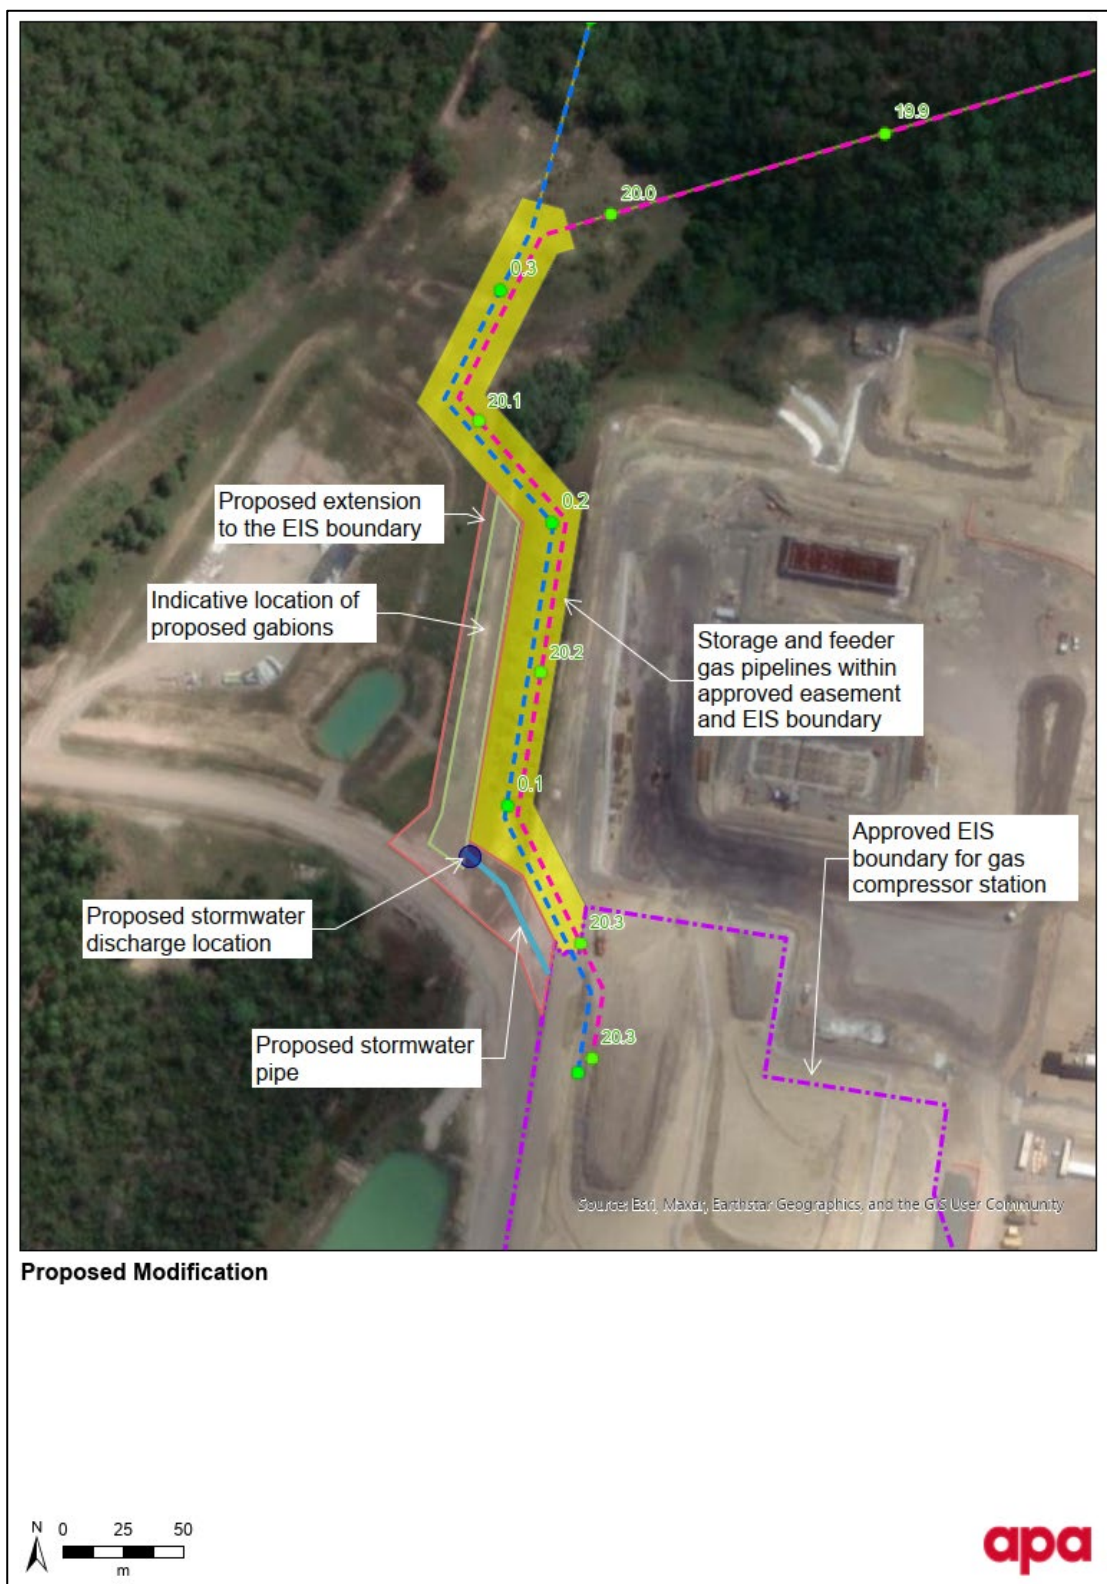 19.9
20.0
0.3
20.1
Proposed extension
to the EIS boundary
0.2
Indicative location of
proposed gabions
Storage and feeder
gas pipelines within
approved easement
and EIS boundary
20.2
0.1
Approved EIS
boundary for gas
compressor station
Proposed stormwater
discharge location
20.3
Proposed stormwater
pipe
20.3
Source: Esri, Maxar, Earthstar Geographics, and the GIS User Community
Proposed Modification
N 0 25 50
m
apa